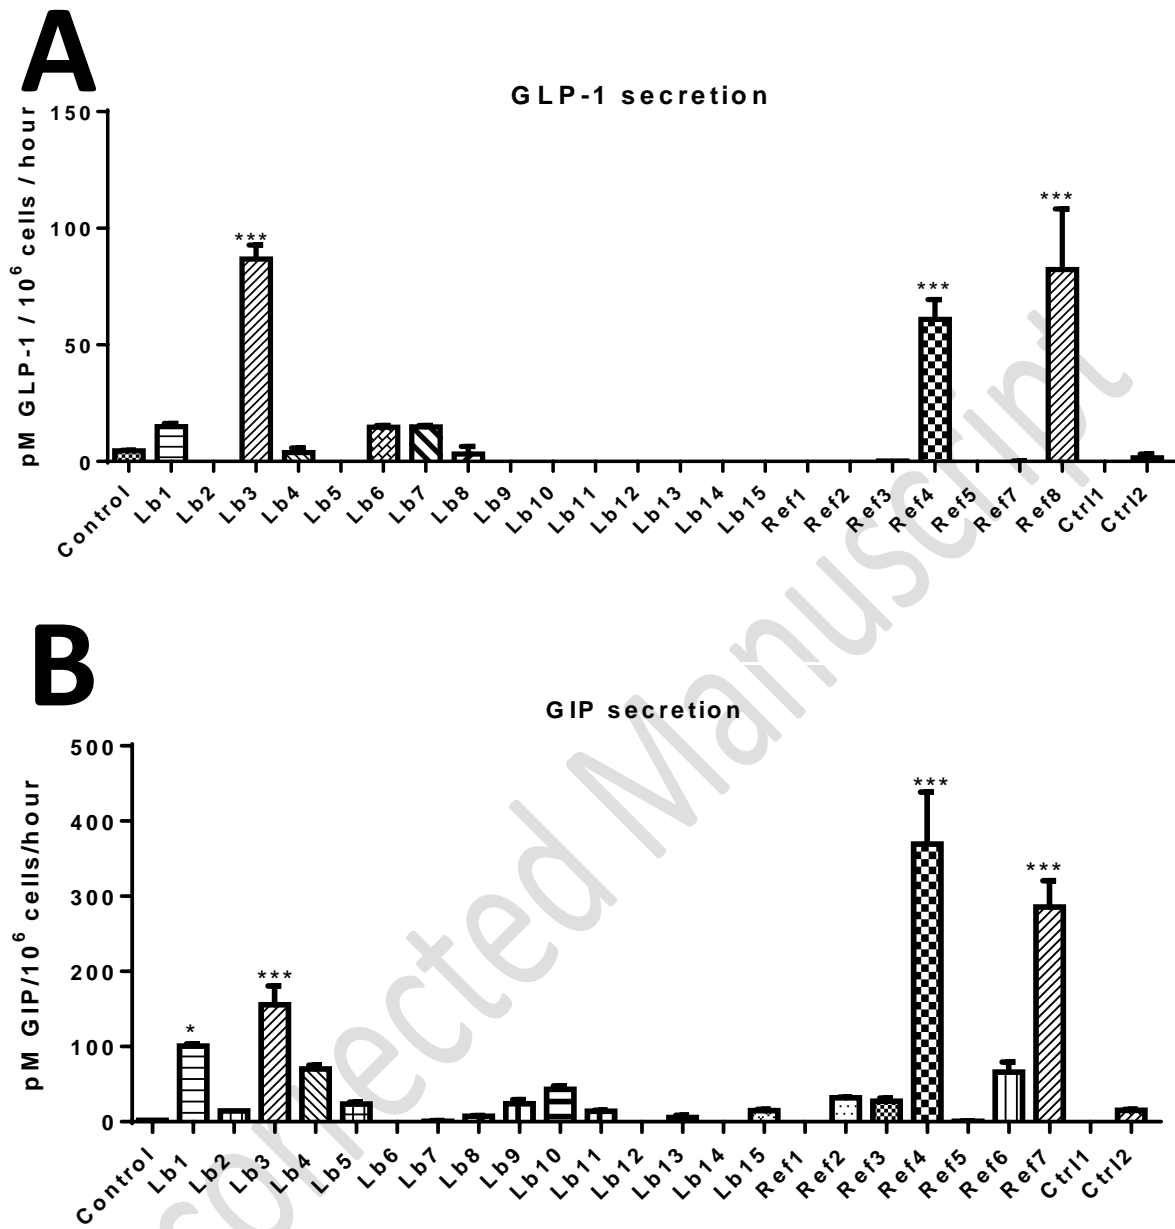 A
GLP-1 secretion
pM GLP-1 / 10⁶ cells / hour
150
100
50
0
***
***
***
Control Lb1 Lb2 Lb3 Lb4 Lb5 Lb6 Lb7 Lb8 Lb9 Lb10 Lb11 Lb12 Lb13 Lb14 Lb15 Ref1 Ref2 Ref3 Ref4 Ref5 Ref7 Ref8 Ctrl1 Ctrl2
B
GIP secretion
pM GIP/10⁶ cells/hour
500
400
300
200
100
0
*
***
***
***
Control Lb1 Lb2 Lb3 Lb4 Lb5 Lb6 Lb7 Lb8 Lb9 Lb10 Lb11 Lb12 Lb13 Lb14 Lb15 Ref1 Ref2 Ref3 Ref4 Ref5 Ref6 Ref7 Ctrl1 Ctrl2
orrected Manuscript